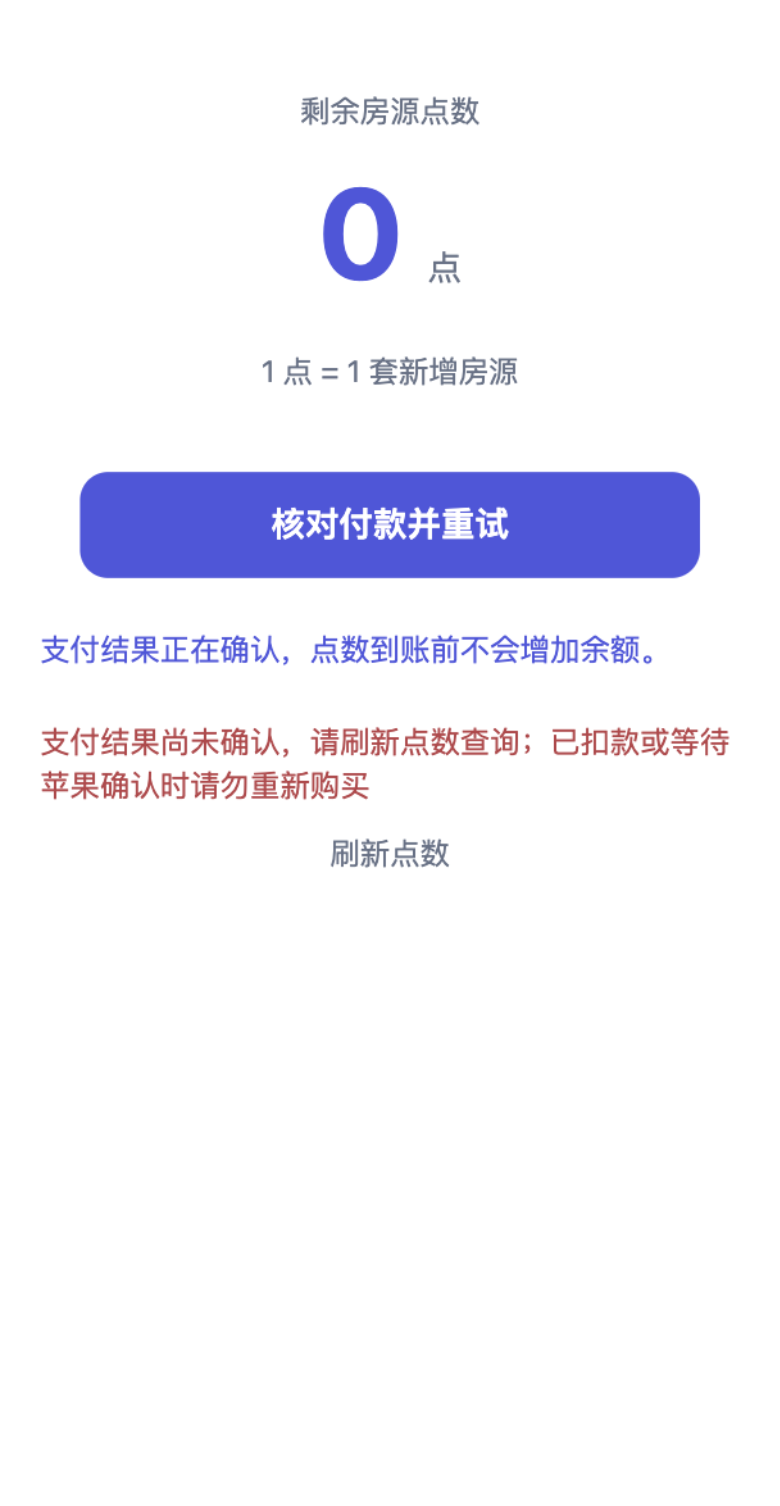 剩余房源点数
0 点
1 点 = 1 套新增房源
核对付款并重试
支付结果正在确认，点数到账前不会增加余额。
支付结果尚未确认，请刷新点数查询；已扣款或等待
苹果确认时请勿重新购买
刷新点数